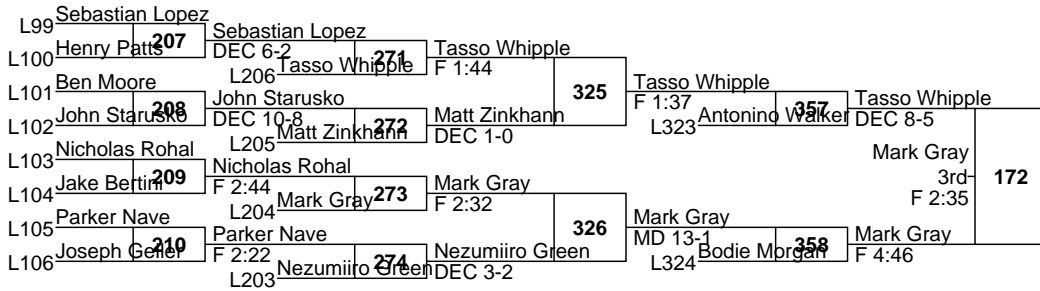 L99 Sebastian Lopez
207 Sebastian Lopez
L100 Henry Patts
DEC 6-2
271 Tasso Whipple
L206 Tasso Whipple
F 1:44
L101 Ben Moore
208 John Starusko
L102 John Starusko
DEC 10-8
272 Matt Zinkhann
L205 Matt Zinkhann
DEC 1-0
325 Tasso Whipple
F 1:37
L323 Antonino Walker
357 Tasso Whipple
DEC 8-5
L103 Nicholas Rohal
209 Nicholas Rohal
L104 Jake Bertini
F 2:44
273 Mark Gray
L204 Mark Gray
F 2:32
L105 Parker Nave
210 Parker Nave
L106 Joseph Geller
F 2:22
274 Nezumiiro Green
L203 Nezumiiro Green
DEC 3-2
326 Mark Gray
MD 13-1
L324 Bodie Morgan
358 Mark Gray
F 4:46
Mark Gray
3rd
172
F 2:35